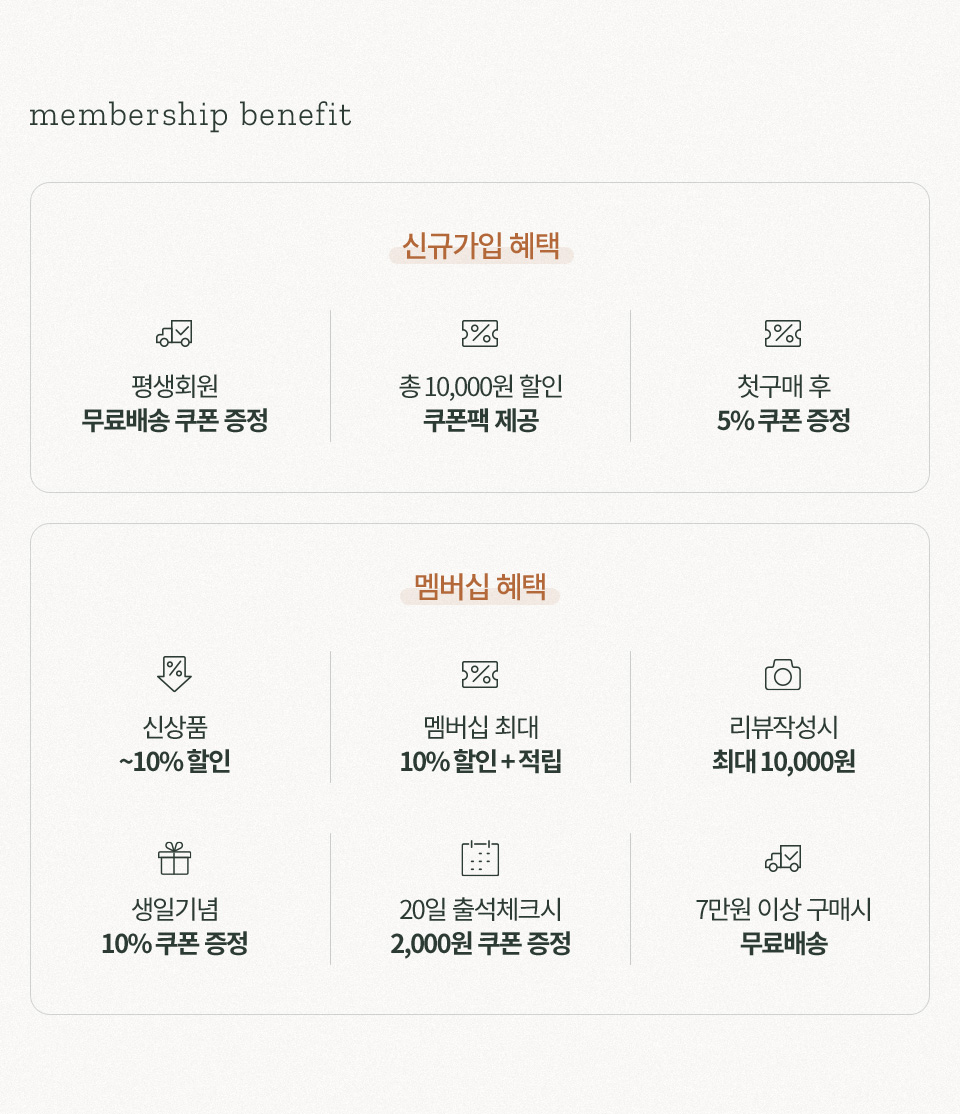 membership benefit
신규가입 혜택
평생회원
무료배송 쿠폰 증정
총 10,000원 할인
쿠폰팩 제공
첫구매 후
5% 쿠폰 증정
멤버십 혜택
신상품
~10% 할인
멤버십 최대
10% 할인 + 적립
리뷰작성시
최대 10,000원
생일기념
10% 쿠폰 증정
20일 출석체크시
2,000원 쿠폰 증정
7만원 이상 구매시
무료배송